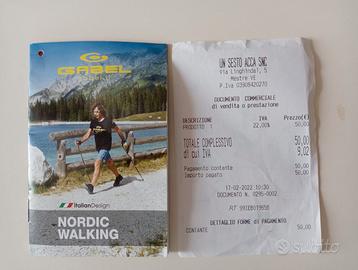 GABEL
ItalianDesign
NORDIC
WALKING
UN SESTO ACCA SNC
Via Linghindal, 5
Mestre VE
P.Iva 03909420270
DOCUMENTO COMMERCIALE
di vendita o prestazione
DESCRIZIONE IVA Prezzo(€)
PRODOTTO 1 22,00% 50,00
TOTALE COMPLESSIVO 50,00
di cui IVA 9,02
Pagamento contante 50,00
Importo pagato 50,00
17-02-2022 10:30
DOCUMENTO N. 0295-0002
RT 99IEB019658
DETTAGLIO FORME DI PAGAMENTO
CONTANTE 50,00
subito